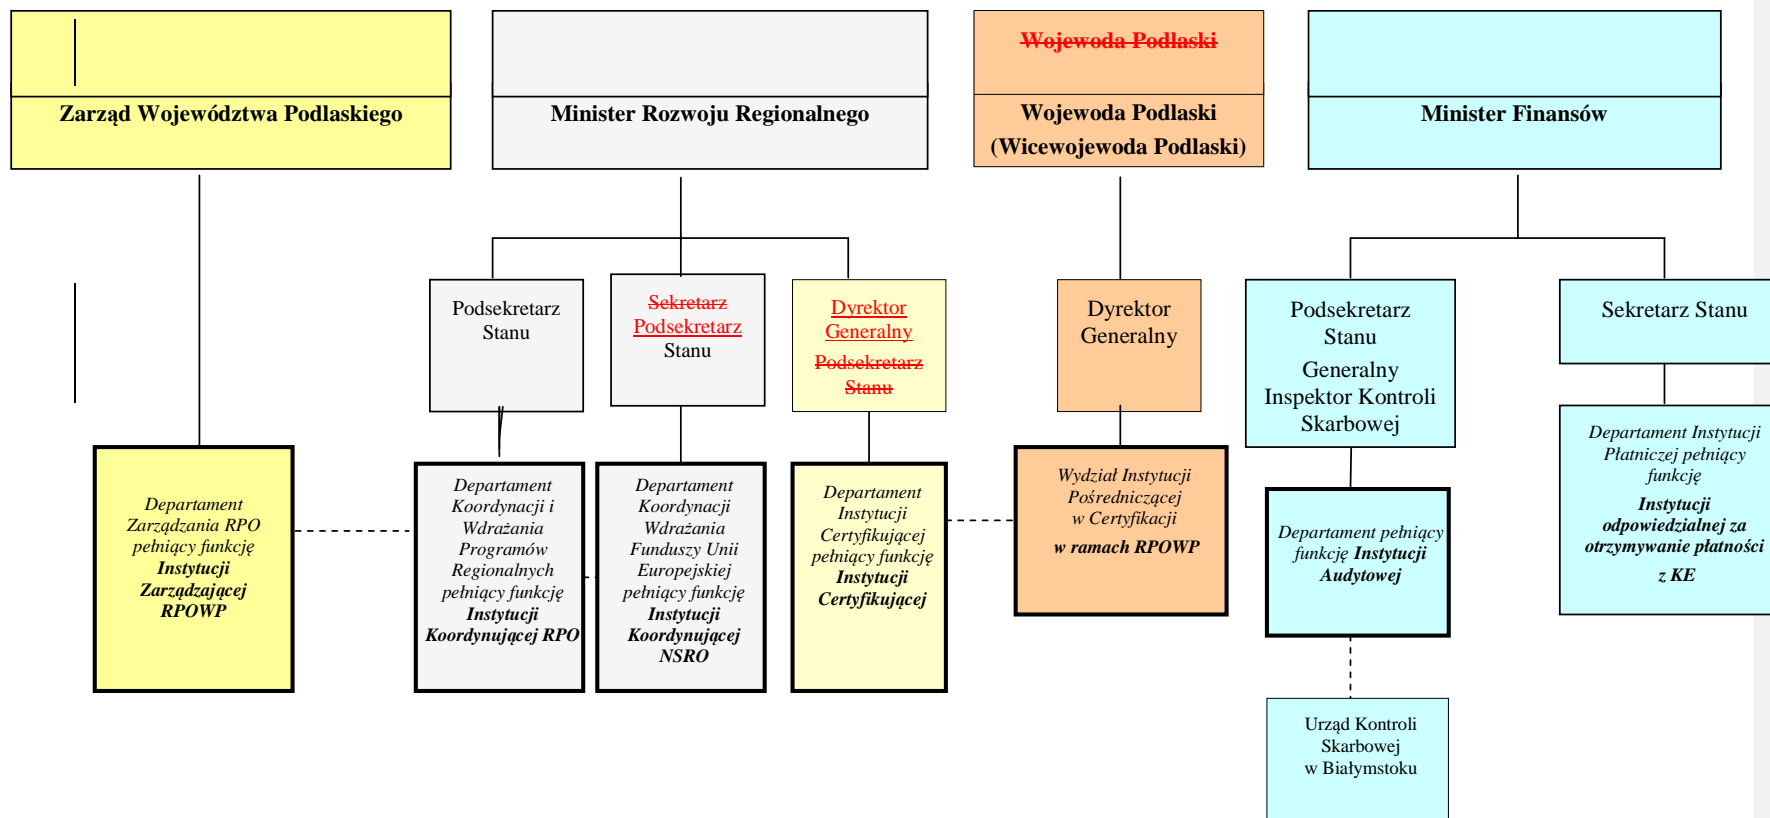 Wojewoda Podlaski
Zarząd Województwa Podlaskiego
Minister Rozwoju Regionalnego
Wojewoda Podlaski
(Wicewojewoda Podlaski)
Minister Finansów
Podsekretarz
Stanu
Sekretarz
Podsekretarz
Stanu
Dyrektor
Generalny
Podsekretarz
Stanu
Dyrektor
Generalny
Podsekretarz
Stanu
Generalny
Inspektor Kontroli
Skarbowej
Sekretarz Stanu
Departament
Zarządzania RPO
pełniący funkcję
Instytucji
Zarządzającej
RPOWP
Departament
Koordynacji i
Wdrażania
Programów
Regionalnych
pełniący funkcję
Instytucji
Koordynującej RPO
Departament
Koordynacji
Wdrażania
Funduszy Unii
Europejskiej
pełniący funkcję
Instytucji
Koordynującej
NSRO
Departament
Instytucji
Certyfikującej
pełniący funkcję
Instytucji
Certyfikującej
Wydział Instytucji
Pośredniczącej
w Certyfikacji
w ramach RPOWP
Departament pełniący
funkcję Instytucji
Audytowej
Departament Instytucji
Płatniczej pełniący
funkcję
Instytucji
odpowiedzialnej za
otrzymywanie płatności
z KE
Urząd Kontroli
Skarbowej
w Białymstoku